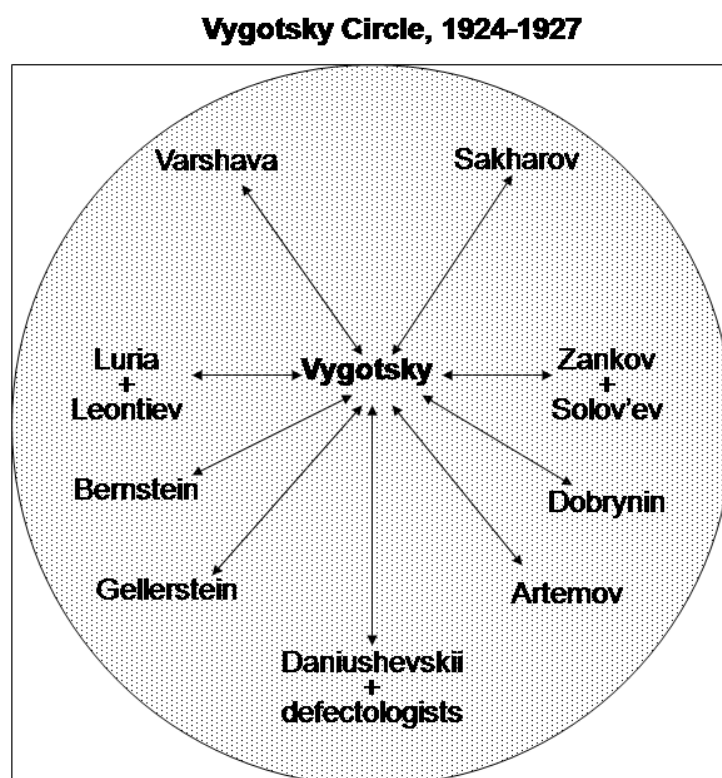 Vygotsky Circle, 1924-1927
Varshava
Sakharov
Luria
+
Leontiev
Vygotsky
Zankov
+
Solov'ev
Bernstein
Dobrynin
Gellerstein
Artemov
Daniushevskii
+
defectologists